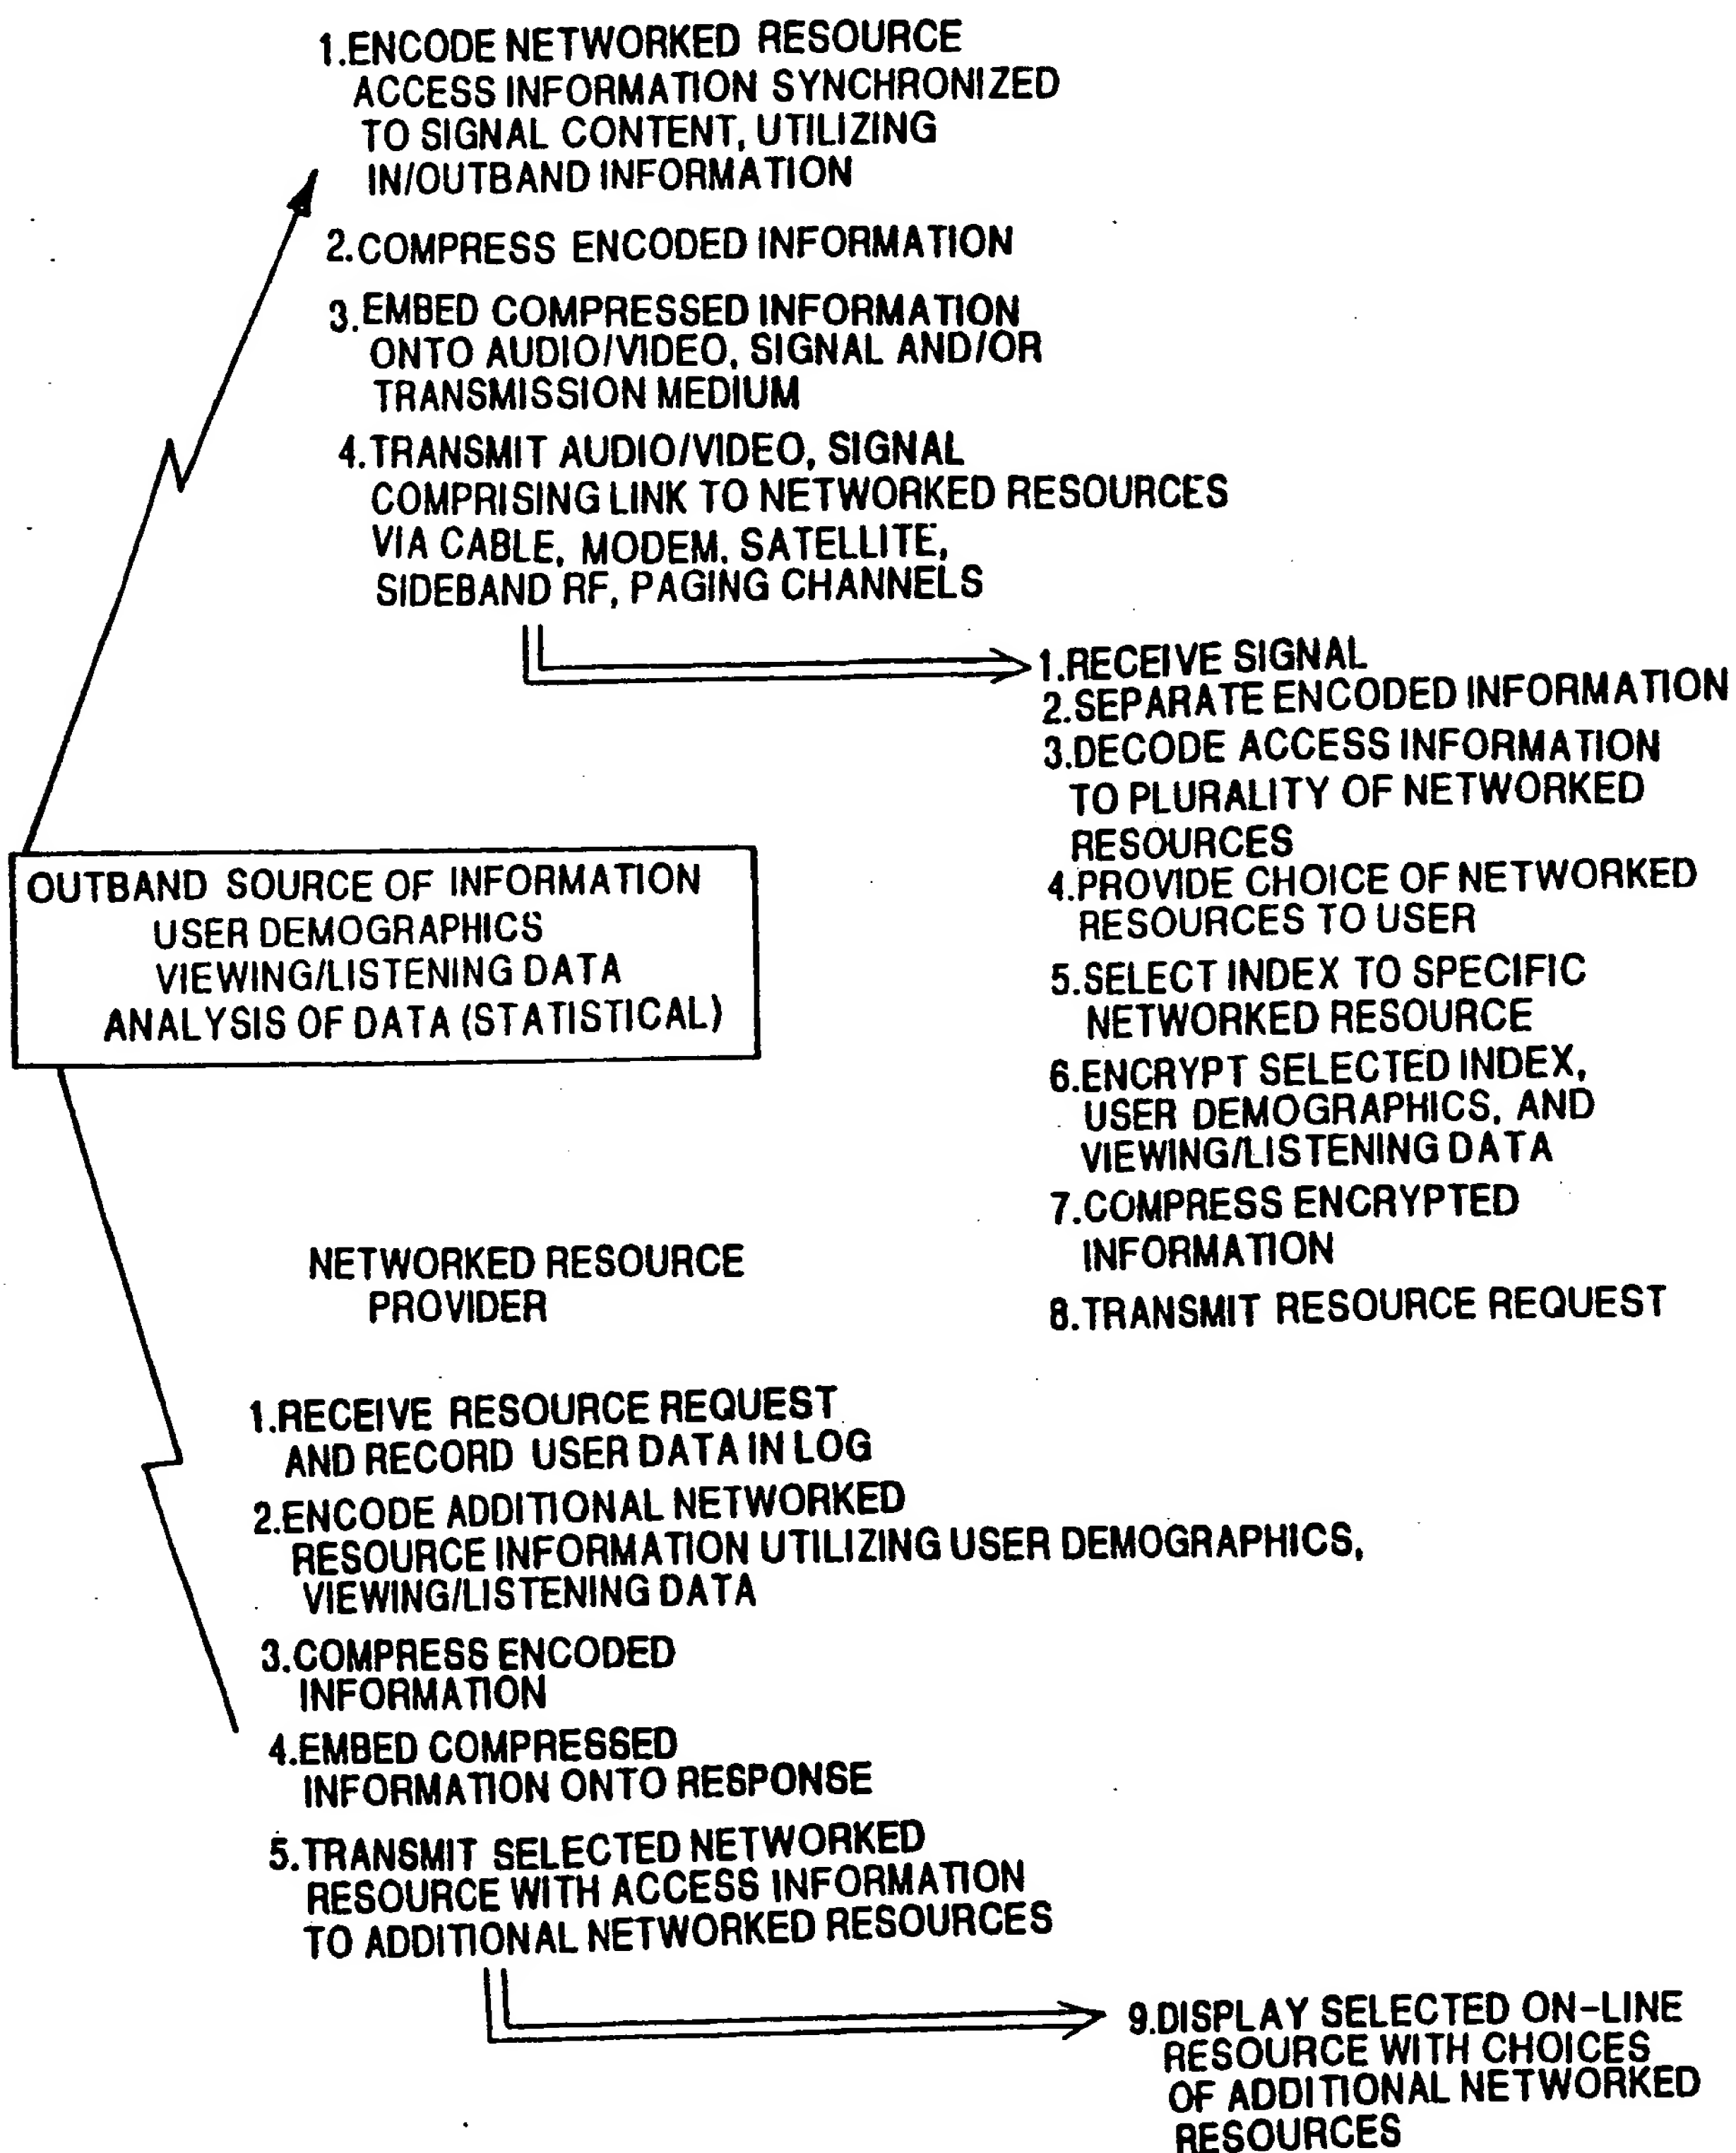 1.ENCODE NETWORKED RESOURCE
ACCESS INFORMATION SYNCHRONIZED
TO SIGNAL CONTENT, UTILIZING
IN/OUTBAND INFORMATION
2.COMPRESS ENCODED INFORMATION
3.EMBED COMPRESSED INFORMATION
ONTO AUDIO/VIDEO, SIGNAL AND/OR
TRANSMISSION MEDIUM
4.TRANSMIT AUDIO/VIDEO, SIGNAL
COMPRISING LINK TO NETWORKED RESOURCES
VIA CABLE, MODEM. SATELLITE,
SIDEBAND RF, PAGING CHANNELS
1.RECEIVE SIGNAL
2.SEPARATE ENCODED INFORMATION
3.DECODE ACCESS INFORMATION
TO PLURALITY OF NETWORKED
RESOURCES
4.PROVIDE CHOICE OF NETWORKED
RESOURCES TO USER
5.SELECT INDEX TO SPECIFIC
NETWORKED RESOURCE
6.ENCRYPT SELECTED INDEX,
USER DEMOGRAPHICS, AND
VIEWING/LISTENING DATA
7.COMPRESS ENCRYPTED
INFORMATION
8.TRANSMIT RESOURCE REQUEST
OUTBAND SOURCE OF INFORMATION
USER DEMOGRAPHICS
VIEWING/LISTENING DATA
ANALYSIS OF DATA (STATISTICAL)
NETWORKED RESOURCE
PROVIDER
1.RECEIVE RESOURCE REQUEST
AND RECORD USER DATA IN LOG
2.ENCODE ADDITIONAL NETWORKED
RESOURCE INFORMATION UTILIZING USER DEMOGRAPHICS,
VIEWING/LISTENING DATA
3.COMPRESS ENCODED
INFORMATION
4.EMBED COMPRESSED
INFORMATION ONTO RESPONSE
5.TRANSMIT SELECTED NETWORKED
RESOURCE WITH ACCESS INFORMATION
TO ADDITIONAL NETWORKED RESOURCES
9.DISPLAY SELECTED ON-LINE
RESOURCE WITH CHOICES
OF ADDITIONAL NETWORKED
RESOURCES